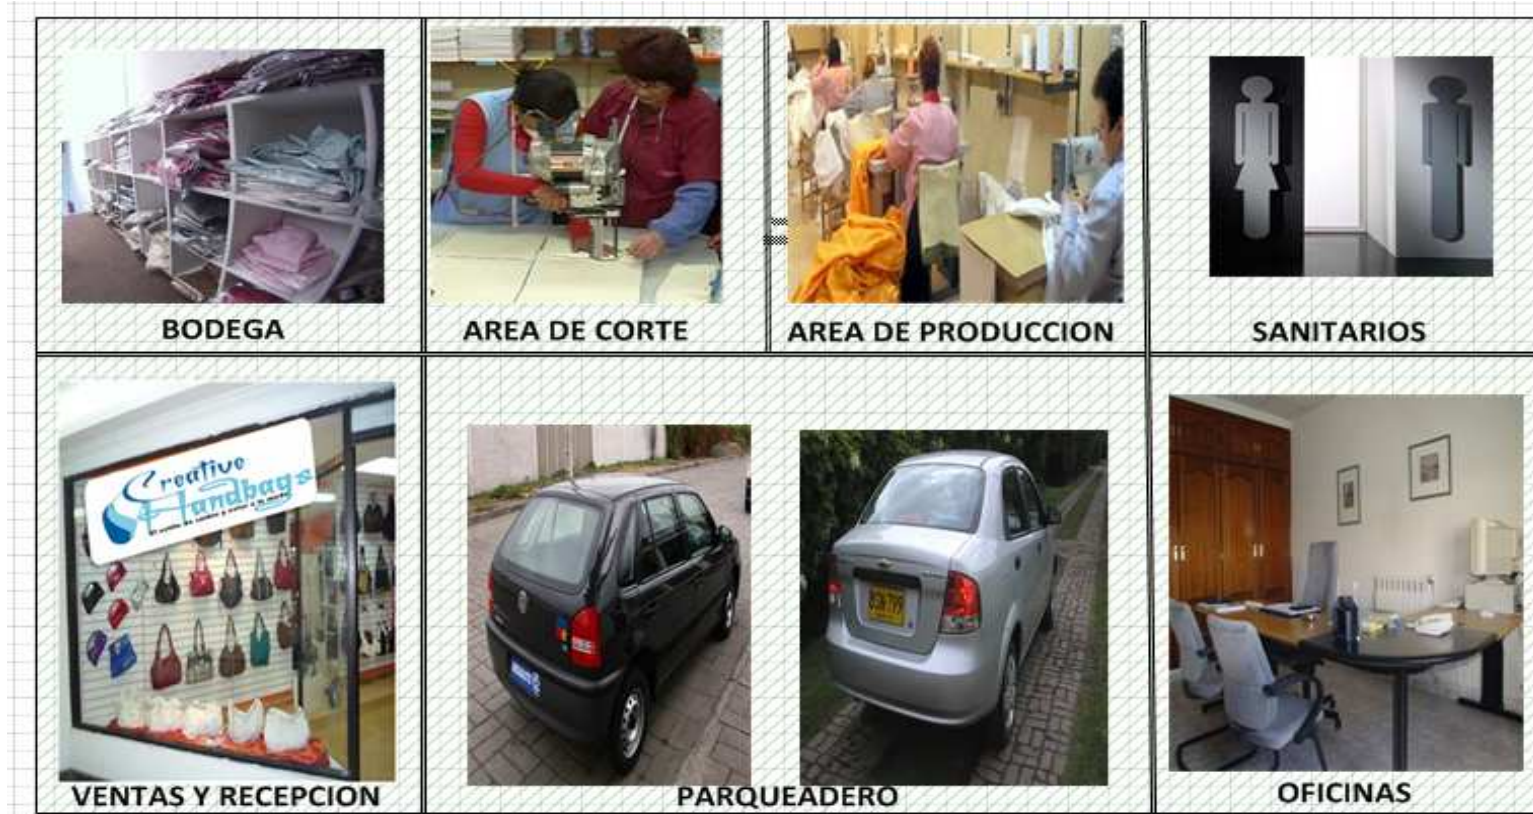 BODEGA
AREA DE CORTE
AREA DE PRODUCCION
SANITARIOS
Creative
Handbags
VENTAS Y RECEPCION
PARQUEADERO
OFICINAS